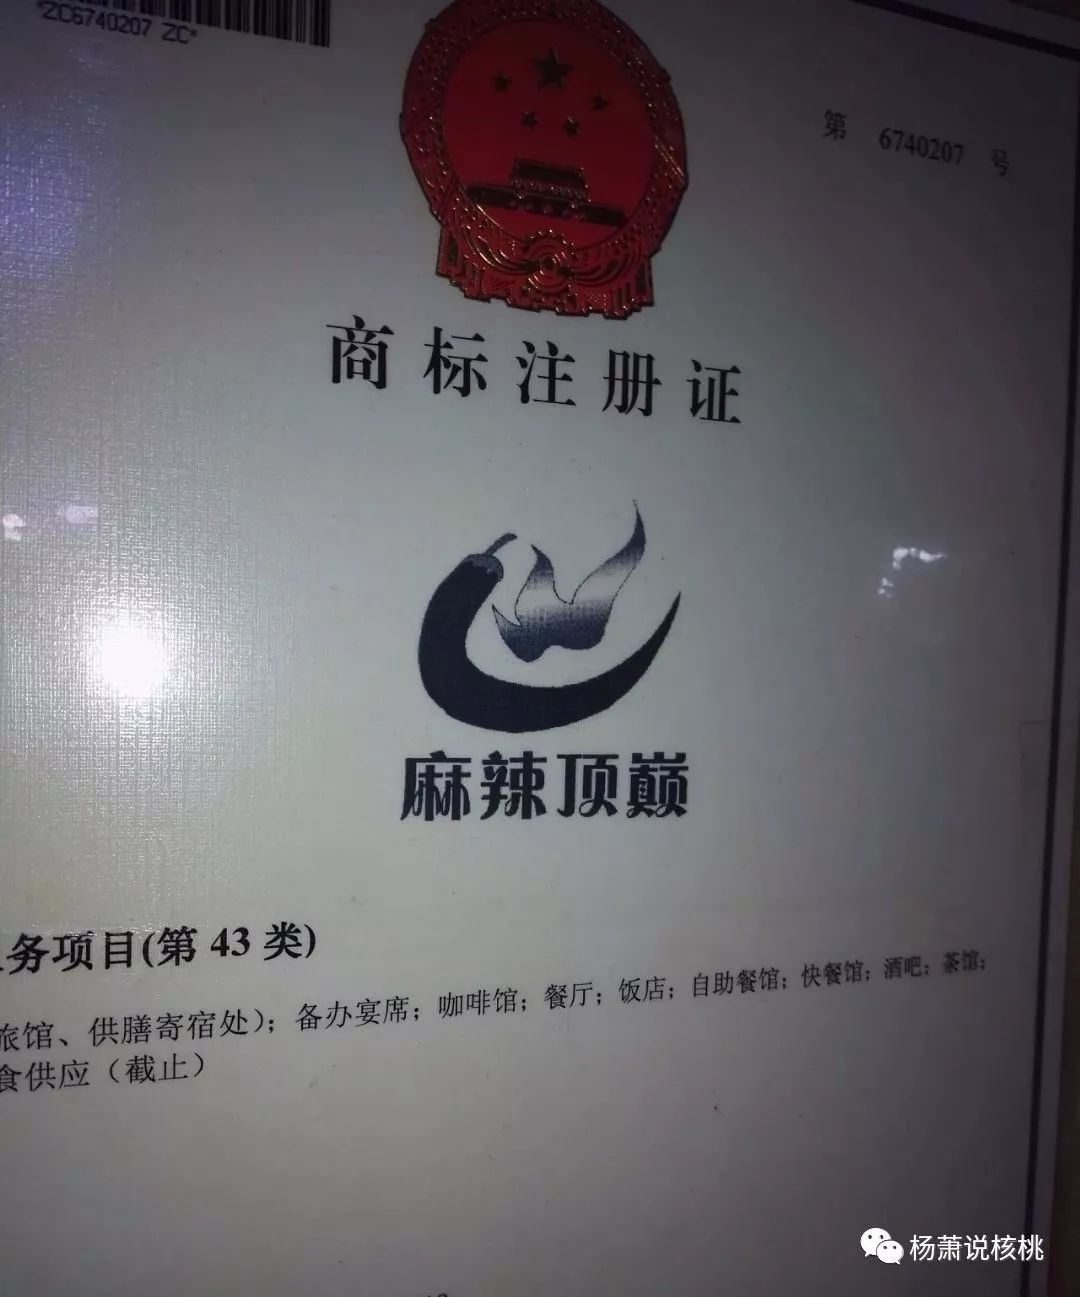 *ZC6740207 ZC*
第 6740207 号
商标注册证
麻辣顶巅
务项目(第 43 类)
旅馆、供膳寄宿处)；备办宴席；咖啡馆；餐厅；饭店；自助餐馆；快餐馆；酒吧；茶馆；
食供应（截止）
杨萧说核桃